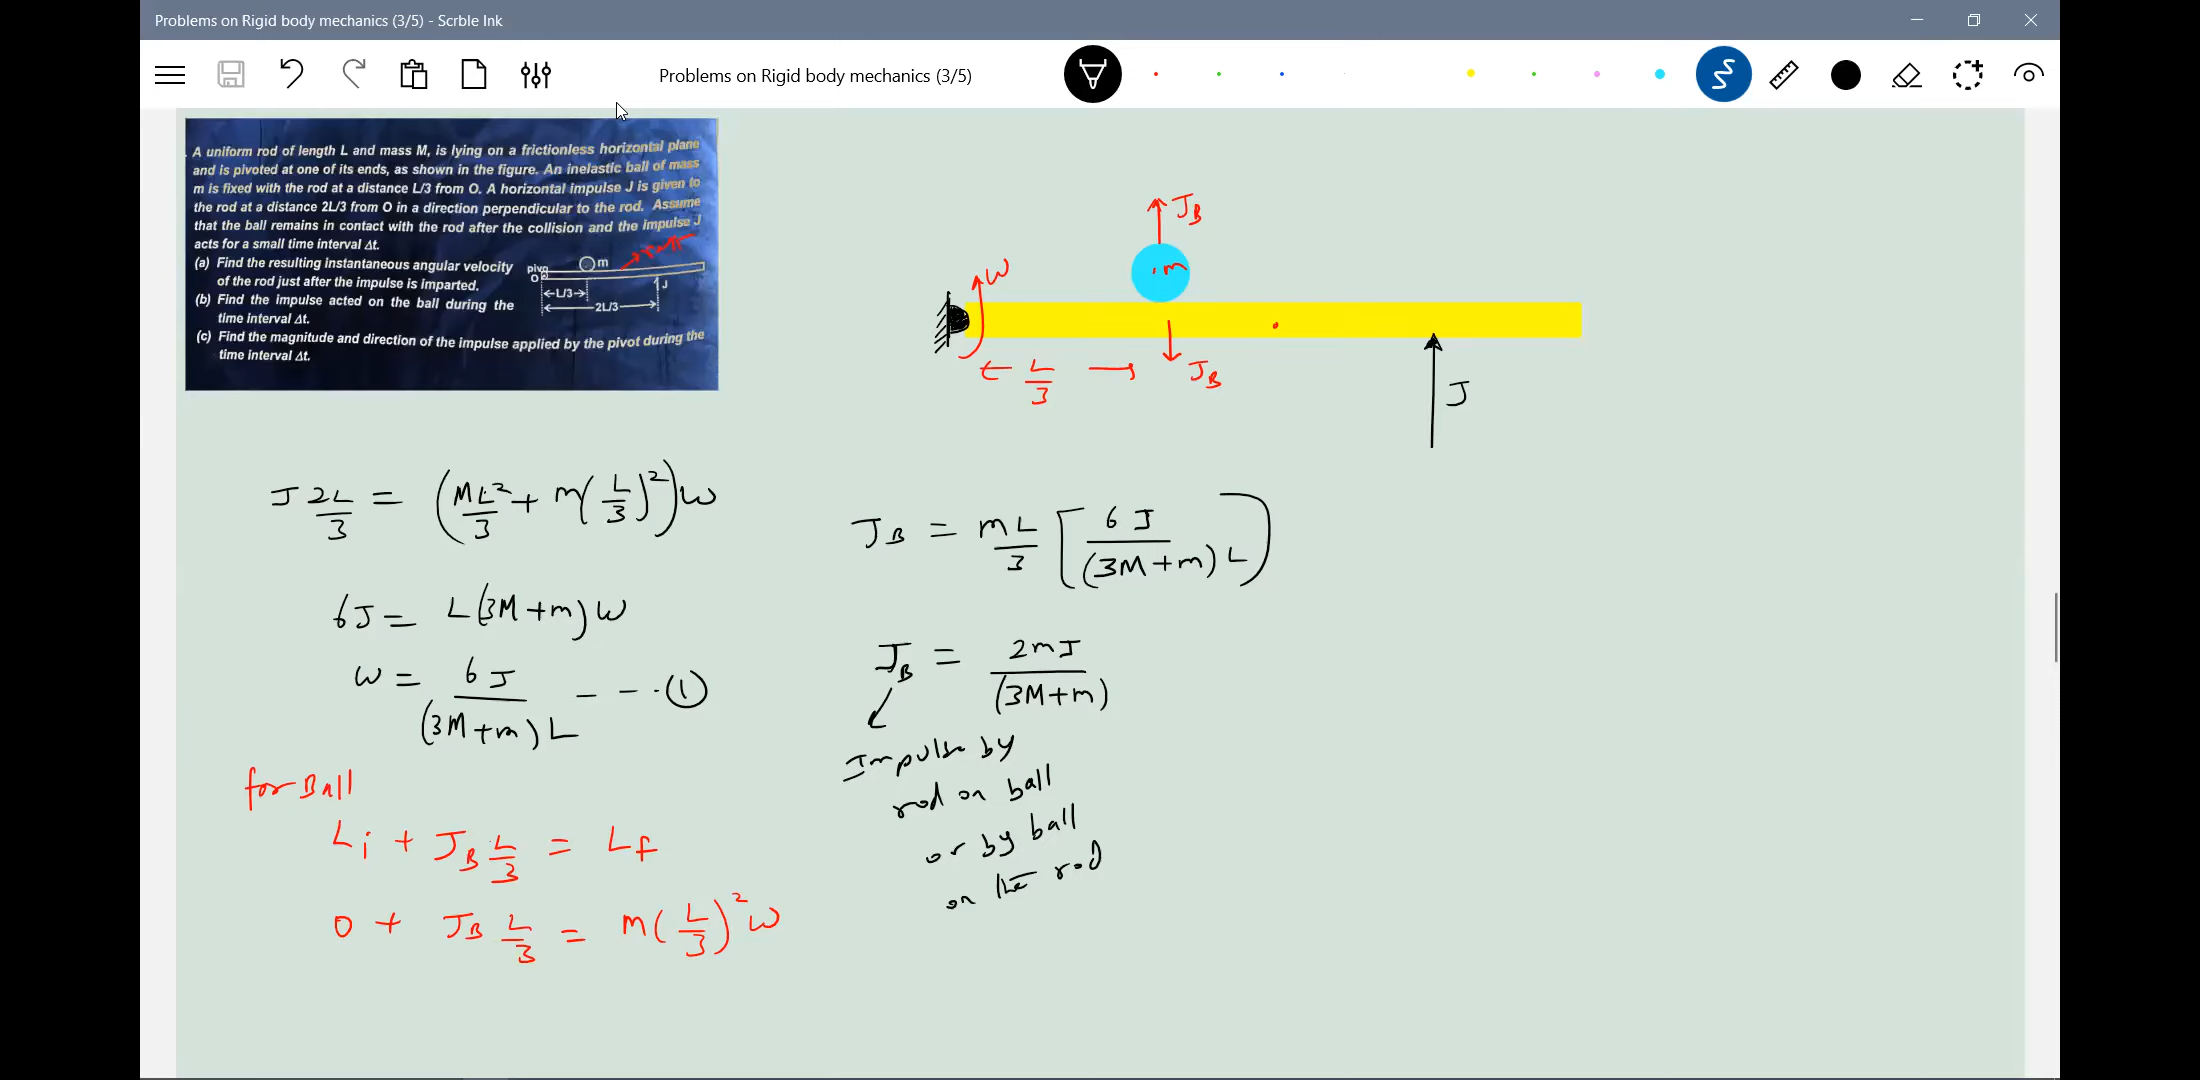 Problems on Rigid body mechanics (3/5) - Scrble Ink
Problems on Rigid body mechanics (3/5)
A uniform rod of length L and mass M, is lying on a frictionless horizontal plane
and is pivoted at one of its ends, as shown in the figure. An inelastic ball of mass
m is fixed with the rod at a distance L/3 from O. A horizontal impulse J is given to
the rod at a distance 2L/3 from O in a direction perpendicular to the rod. Assume
that the ball remains in contact with the rod after the collision and the impulse J
acts for a small time interval Δt.
(a) Find the resulting instantaneous angular velocity
of the rod just after the impulse is imparted.
(b) Find the impulse acted on the ball during the
time interval Δt.
(c) Find the magnitude and direction of the impulse applied by the pivot during the
time interval Δt.
O
m
L/3
2L/3
J
J_B
m
ω
L/3
J_B
J
J 2L/3 = (ML²/3 + m(L/3)²)ω
6J = L(3M+m)ω
ω = 6J/(3M+m)L - - - ①
for Ball
Li + J_B L/3 = Lf
0 + J_B L/3 = m(L/3)²ω
J_B = mL/3 [6J/(3M+m)L]
J_B = 2mJ/(3M+m)
Impulse by
rod on ball
or by ball
on the rod